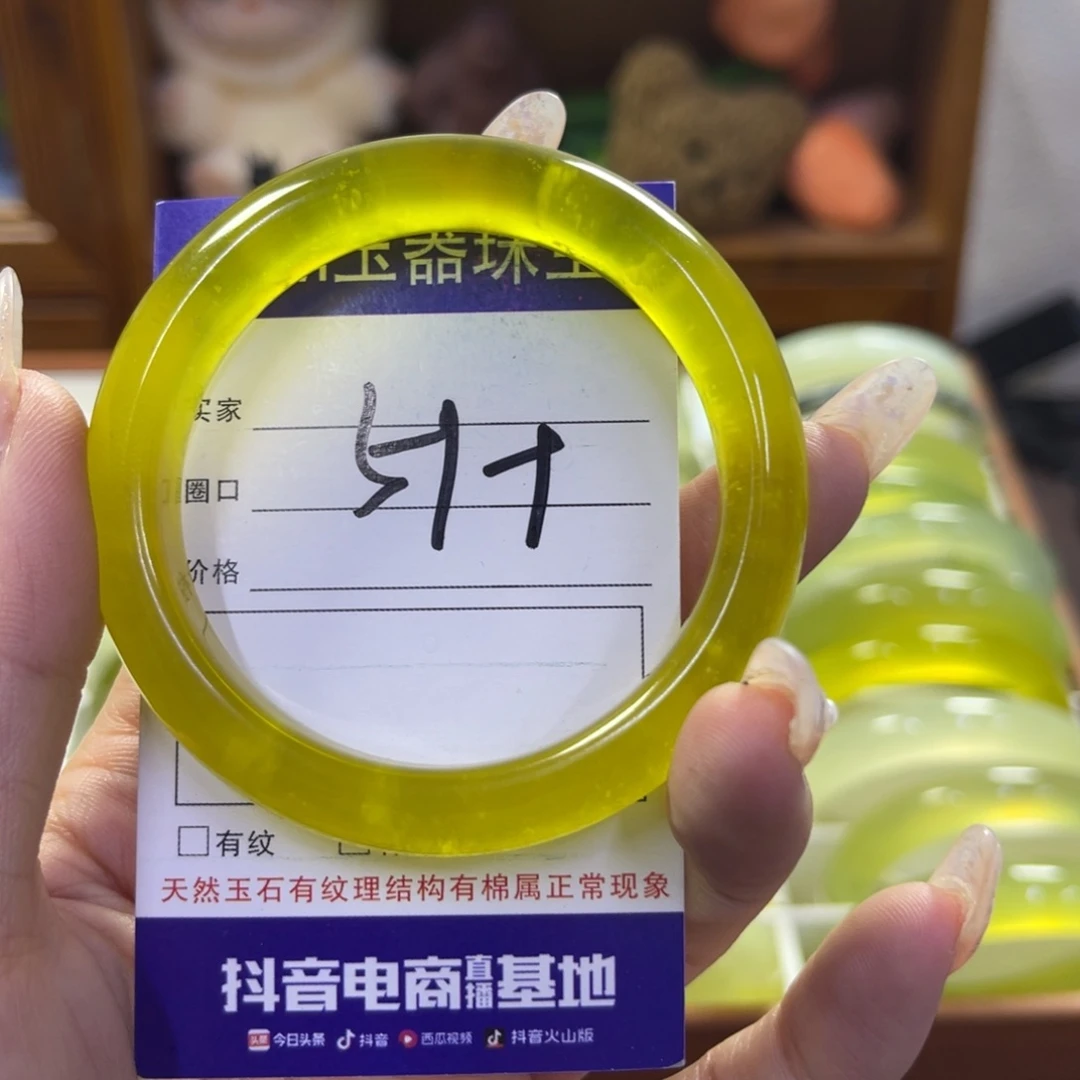 玉器珠宝
买家
圈口
价格
有纹
天然玉石有纹理结构有棉属正常现象
抖音电商直播基地
头条 今日头条 抖音 西瓜视频 抖音火山版